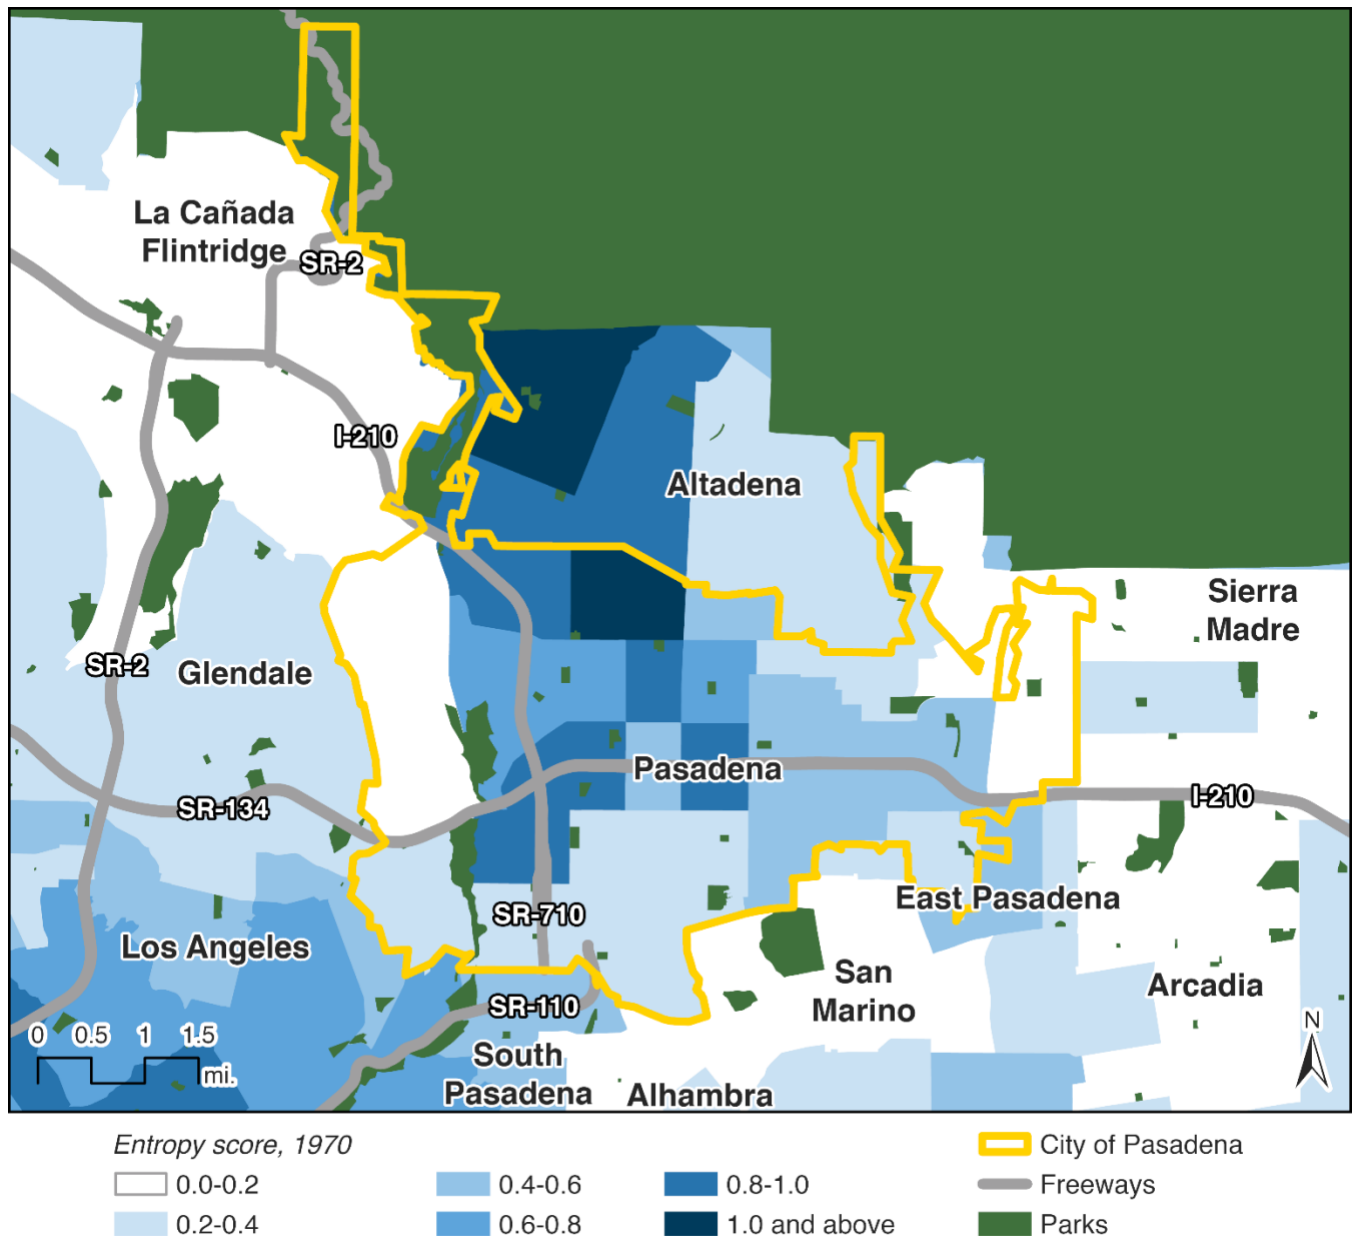 La Cañada
Flintridge
SR-2
I-210
Altadena
Sierra
Madre
SR-2
Glendale
Pasadena
I-210
SR-134
East Pasadena
SR-710
Los Angeles
San
Marino
Arcadia
SR-110
N
0 0.5 1 1.5
mi.
South
Pasadena
Alhambra
Entropy score, 1970
City of Pasadena
0.0-0.2
0.4-0.6
0.8-1.0
Freeways
0.2-0.4
0.6-0.8
1.0 and above
Parks